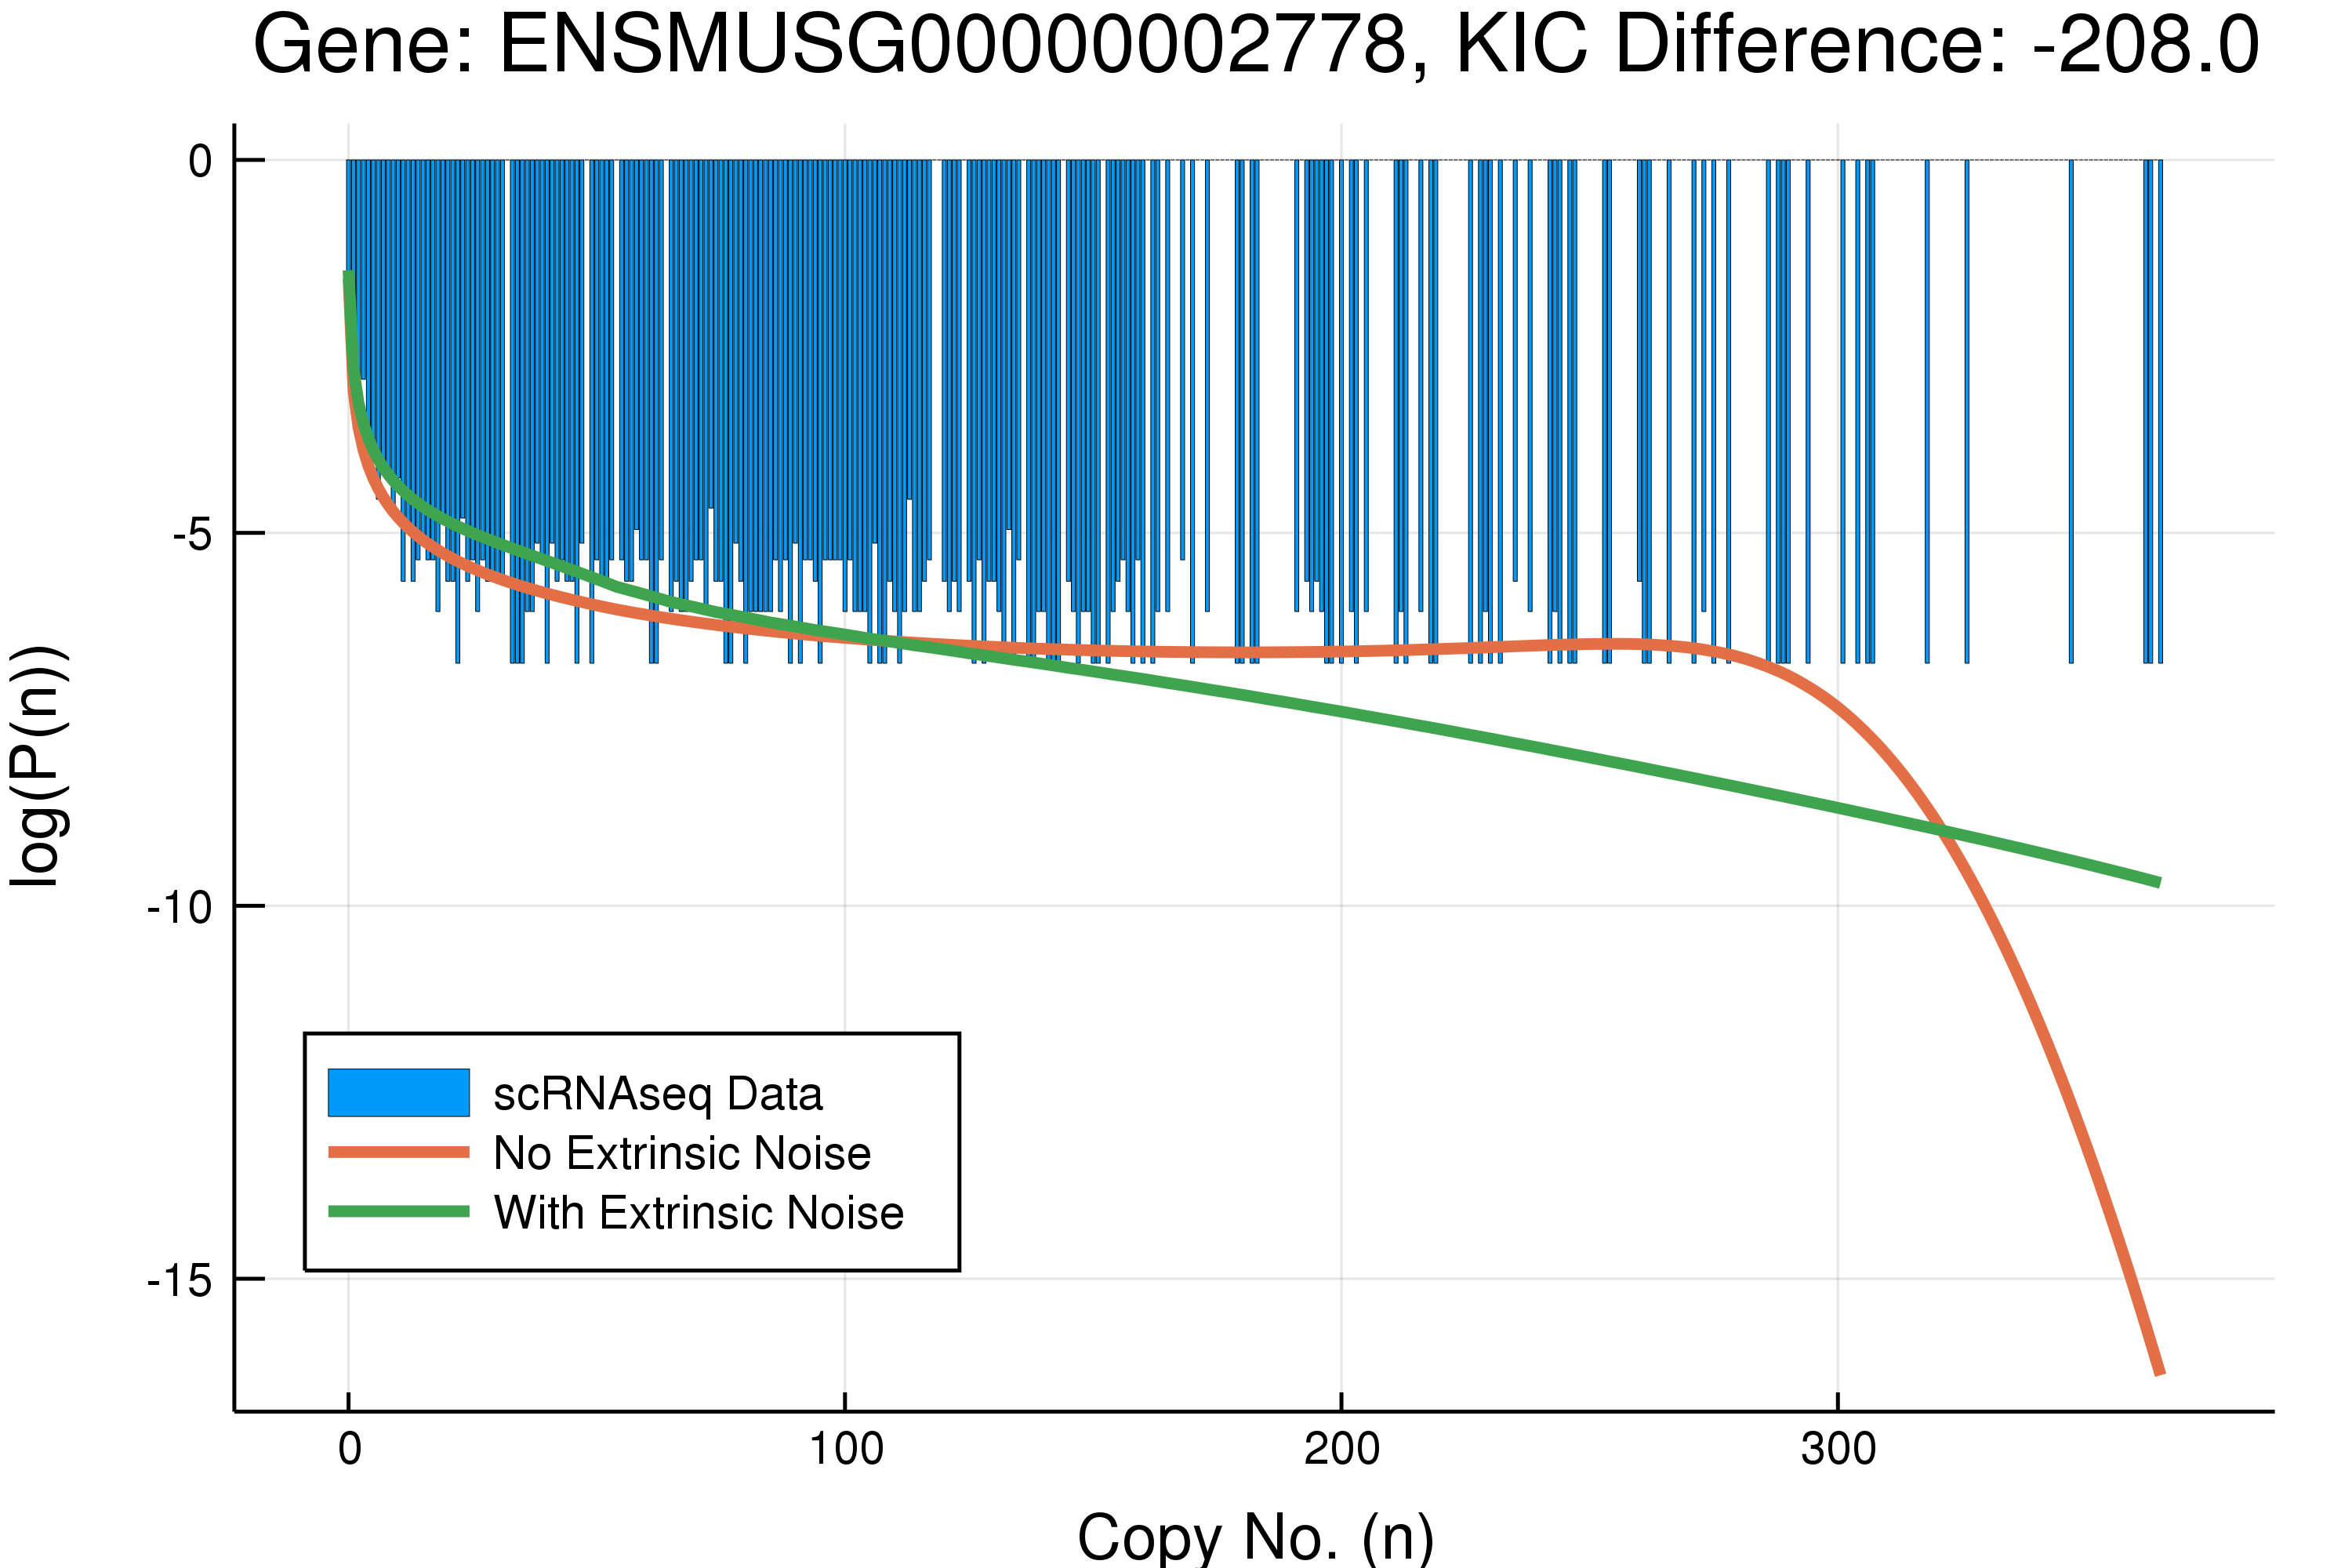 Gene: ENSMUSG00000002778, KIC Difference: -208.0
0
-5
-10
-15
log(P(n))
scRNAseq Data
No Extrinsic Noise
With Extrinsic Noise
0 100 200 300
Copy No. (n)